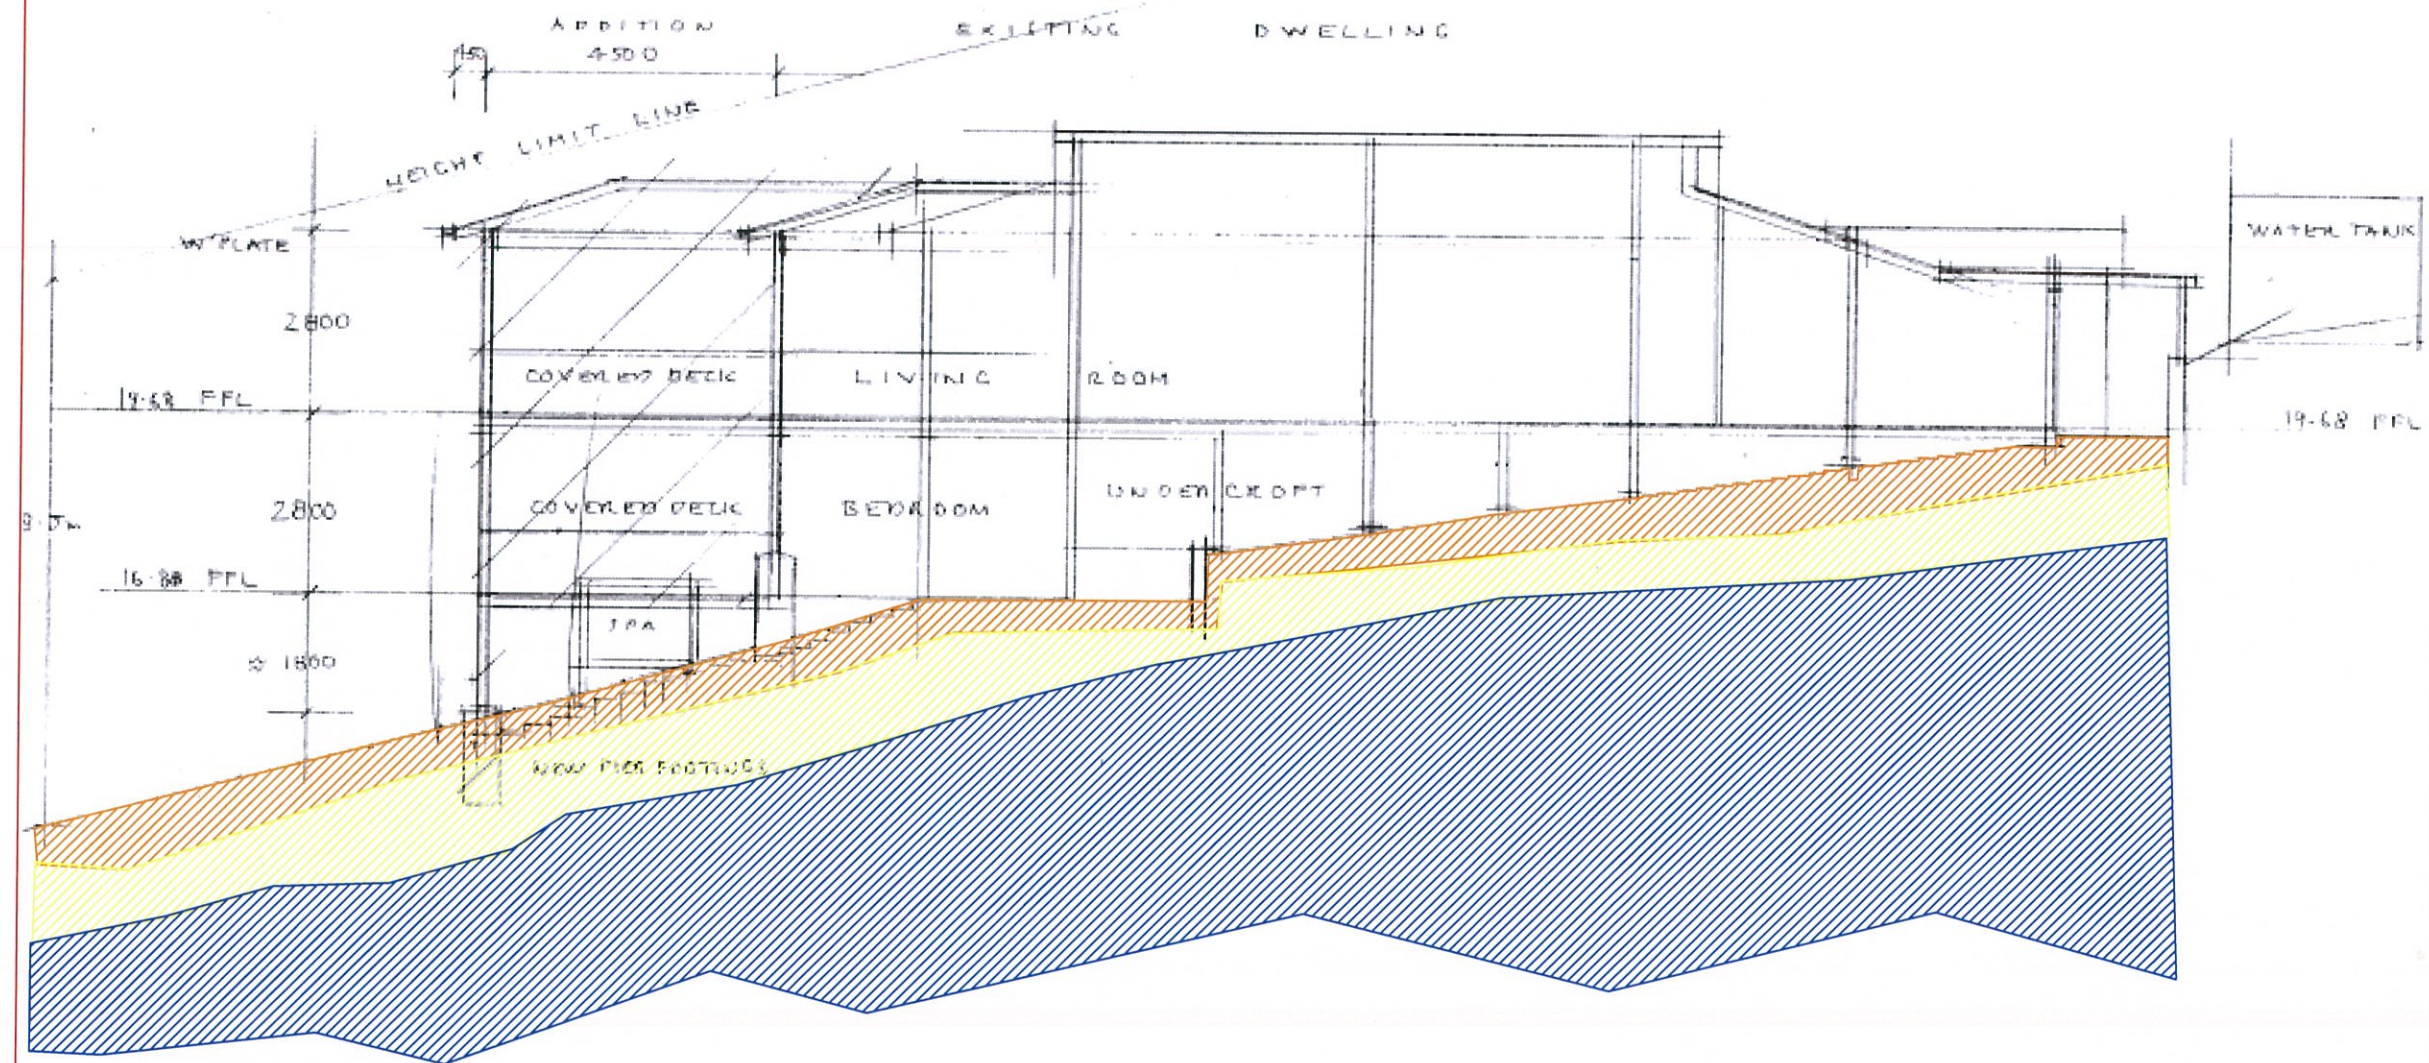 ADDITION
EXISTING DWELLING
450
4500
HEIGHT LIMIT LINE
W' PLATE
WATER TANK
2800
COVERED DECK
LIVING ROOM
19.68 FFL
19.68 FFL
2800
COVERED DECK
BEDROOM
UNDERCROFT
16.88 FFL
SPA
☆ 1800
NEW PIER FOOTINGS